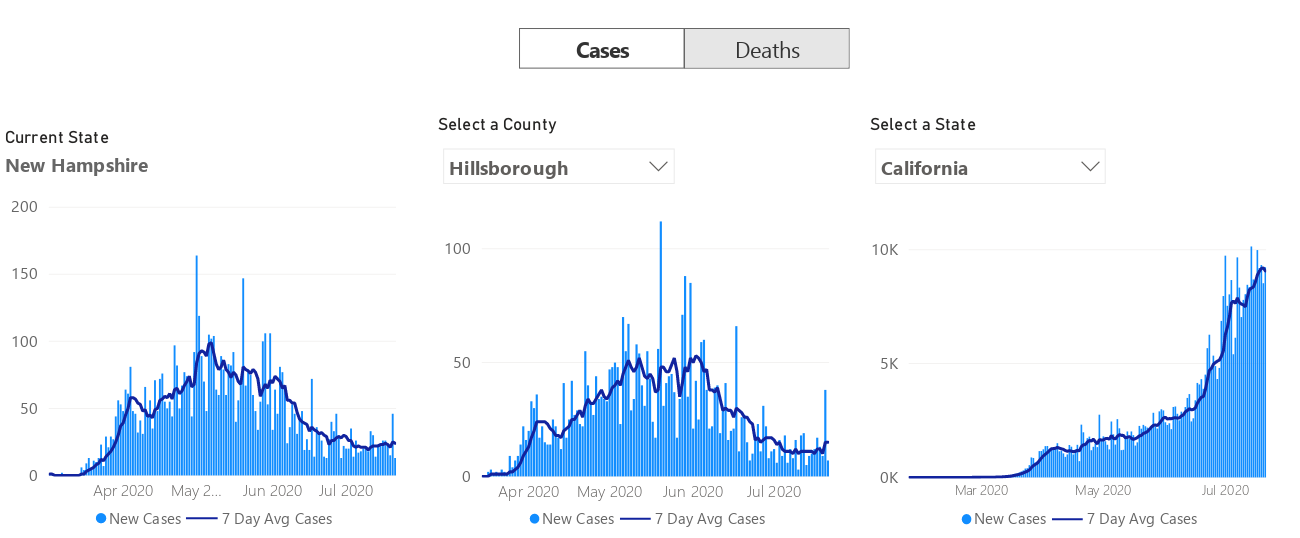 Cases Deaths
Current State
New Hampshire
200
150
100
50
0
Apr 2020 May 2... Jun 2020 Jul 2020
New Cases 7 Day Avg Cases
Select a County
Hillsborough
100
50
0
Apr 2020 May 2020 Jun 2020 Jul 2020
New Cases 7 Day Avg Cases
Select a State
California
10K
5K
0K
Mar 2020 May 2020 Jul 2020
New Cases 7 Day Avg Cases